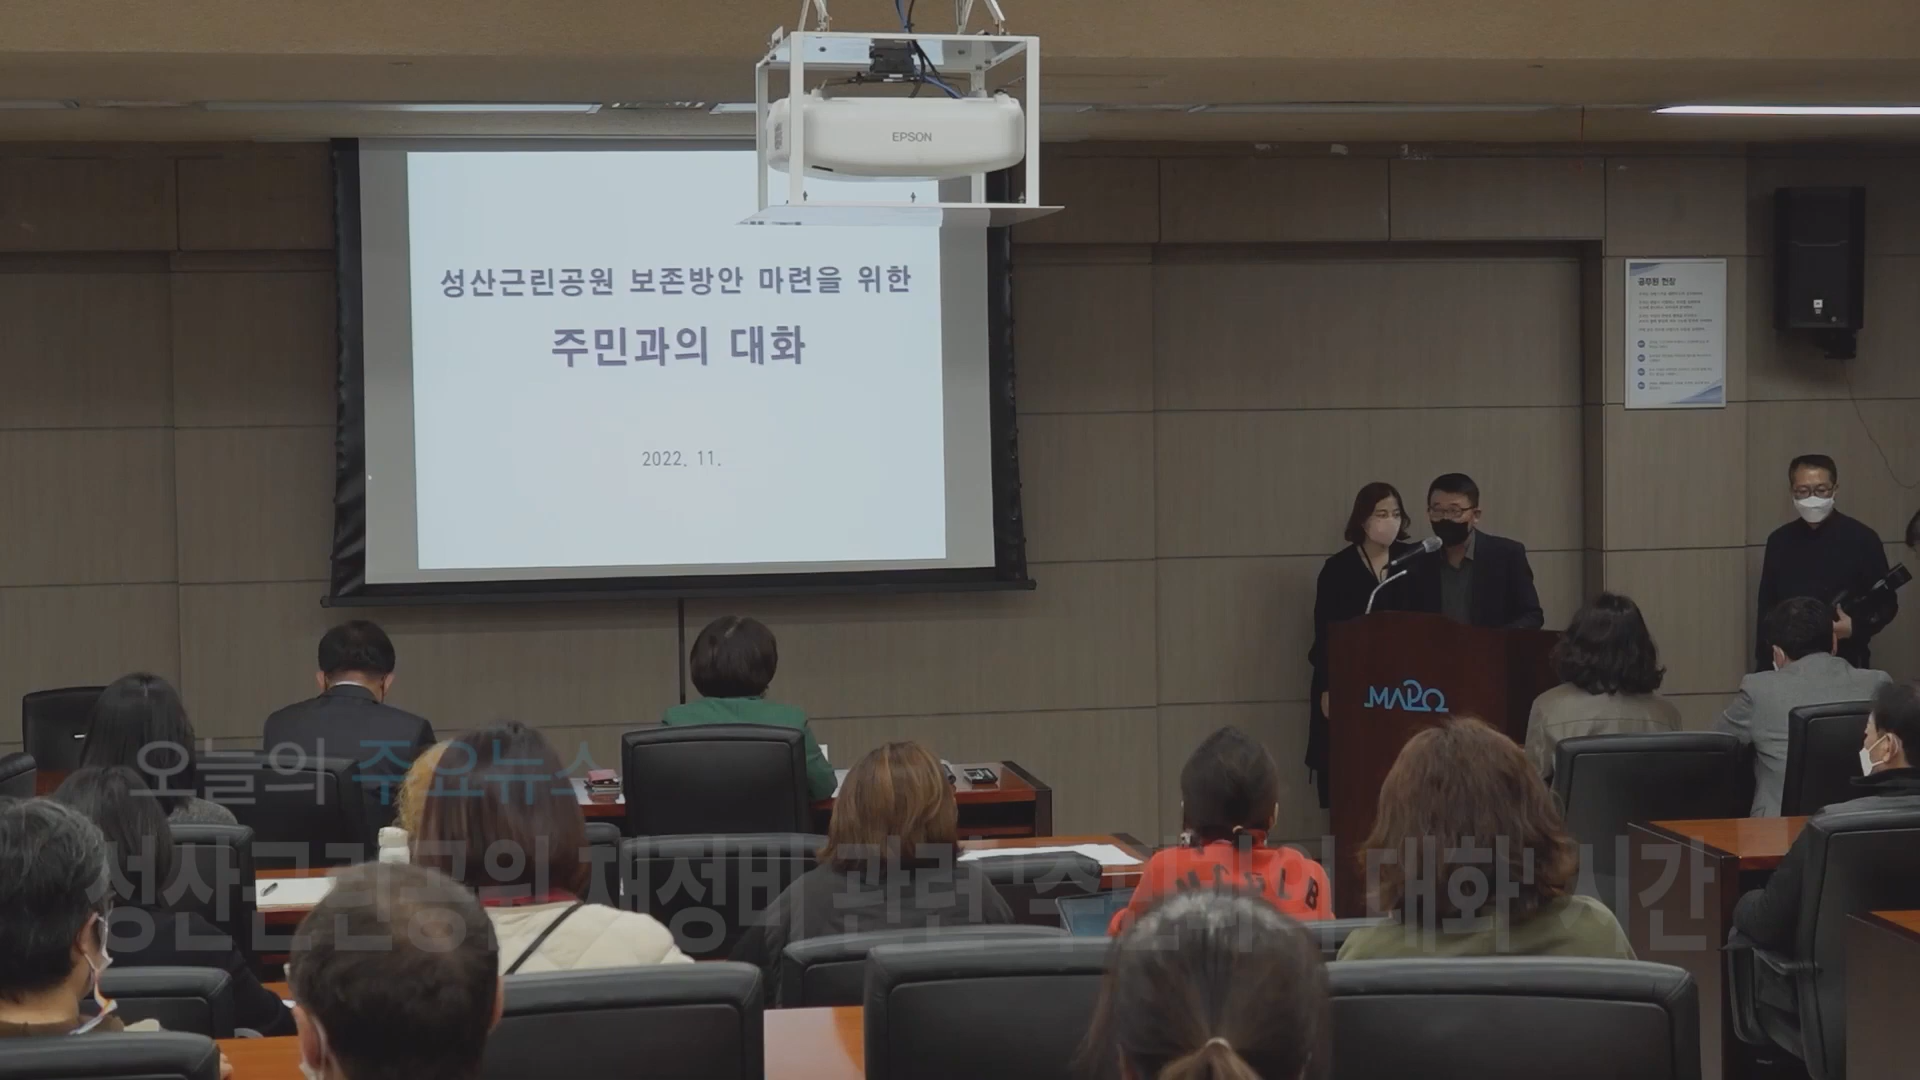 EPSON
성산근린공원 보존방안 마련을 위한
주민과의 대화
2022. 11.
공무원 헌장
MAPO
오늘의 주요뉴스
성산근린공원 재정비 관련 '주민과의 대화' 시간